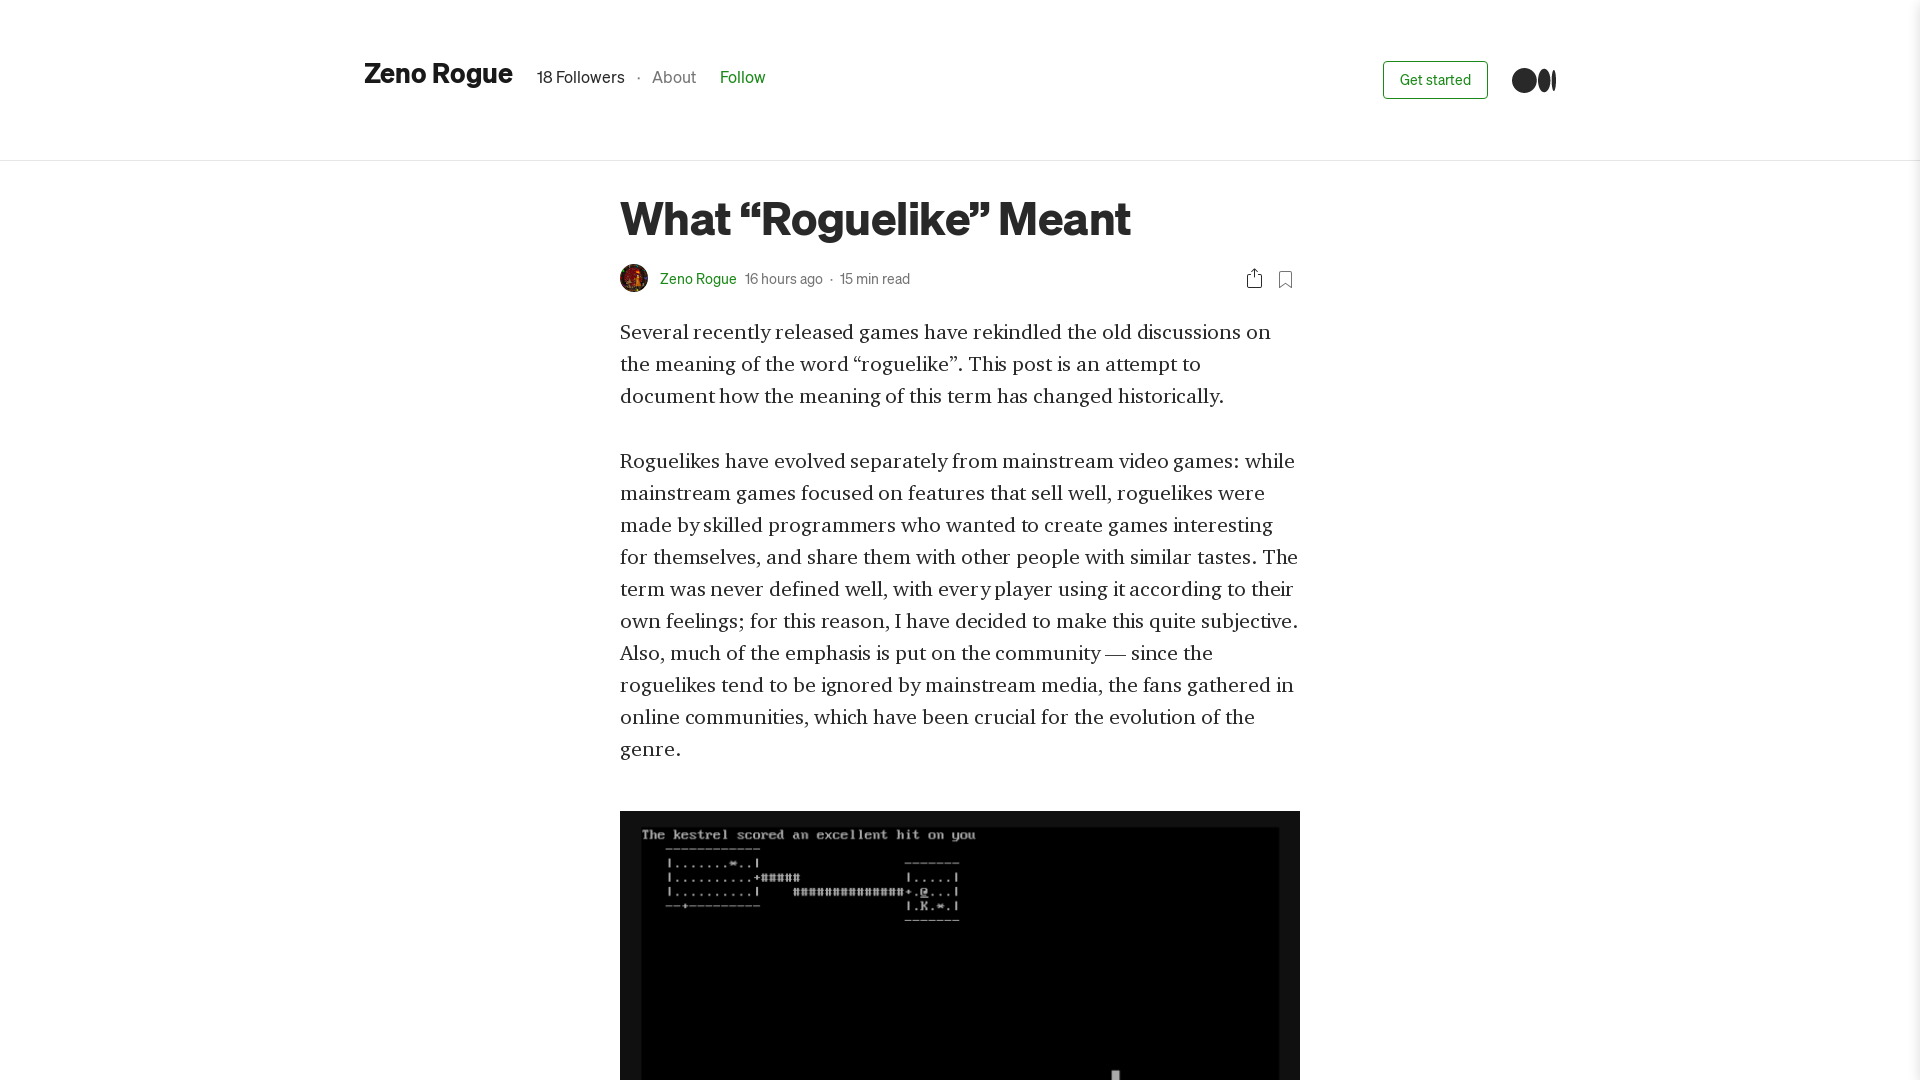 Zeno Rogue 18 Followers · About Follow Get started
What “Roguelike” Meant
Zeno Rogue 16 hours ago · 15 min read
Several recently released games have rekindled the old discussions on
the meaning of the word “roguelike”. This post is an attempt to
document how the meaning of this term has changed historically.
Roguelikes have evolved separately from mainstream video games: while
mainstream games focused on features that sell well, roguelikes were
made by skilled programmers who wanted to create games interesting
for themselves, and share them with other people with similar tastes. The
term was never defined well, with every player using it according to their
own feelings; for this reason, I have decided to make this quite subjective.
Also, much of the emphasis is put on the community — since the
roguelikes tend to be ignored by mainstream media, the fans gathered in
online communities, which have been crucial for the evolution of the
genre.
The kestrel scored an excellent hit on you
------------
|.......*..| -------
|..........+##### |.....|
|..........| ##############+.@...|
--+--------- |.K.*.|
-------